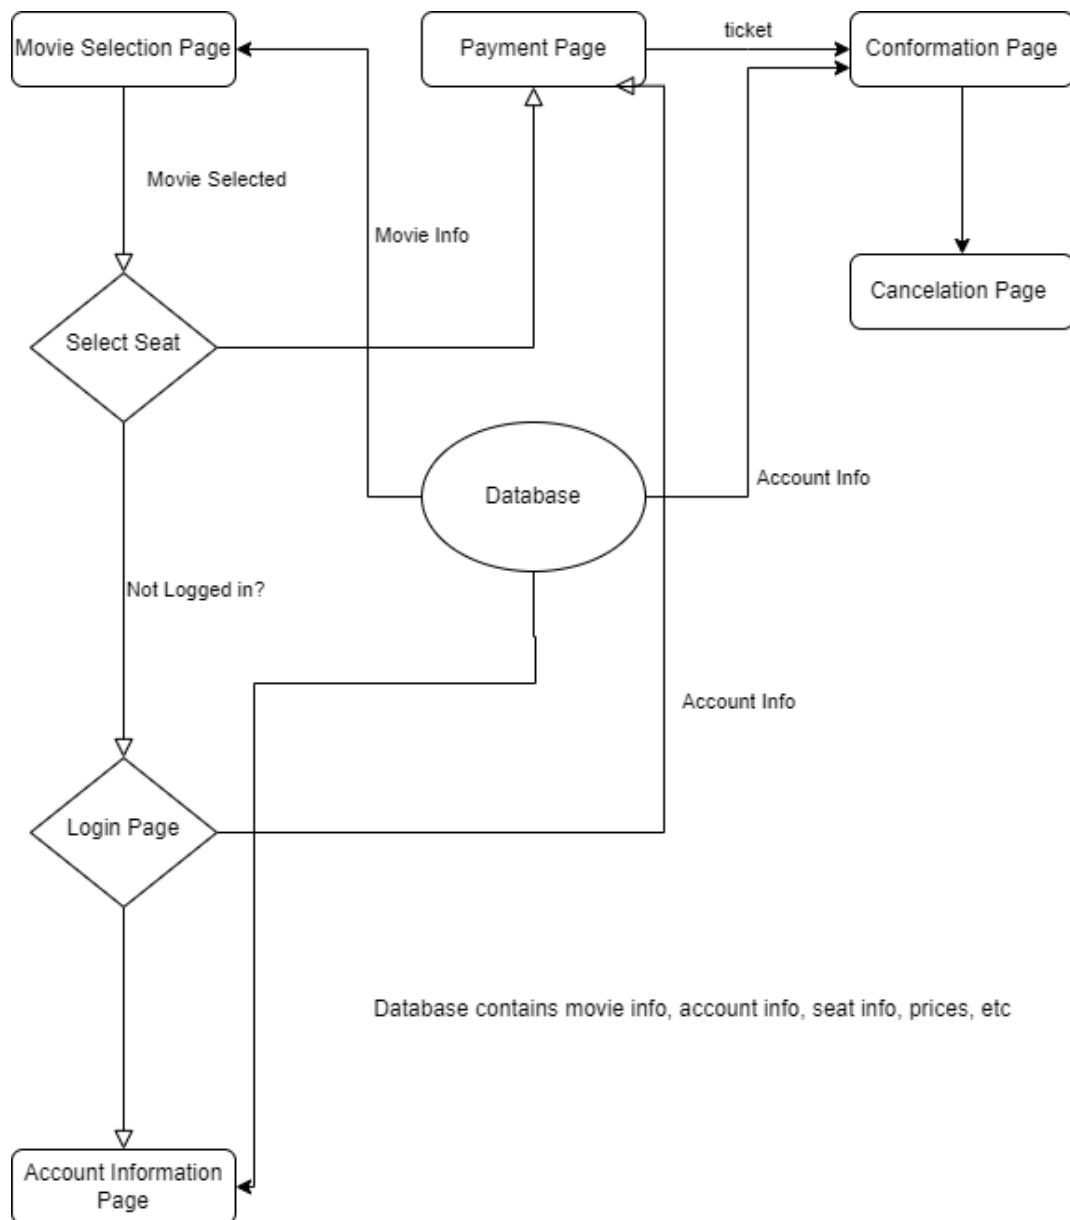 Movie Selection Page
Payment Page
ticket
Conformation Page
Movie Selected
Movie Info
Cancelation Page
Select Seat
Database
Account Info
Not Logged in?
Account Info
Login Page
Database contains movie info, account info, seat info, prices, etc
Account Information
Page